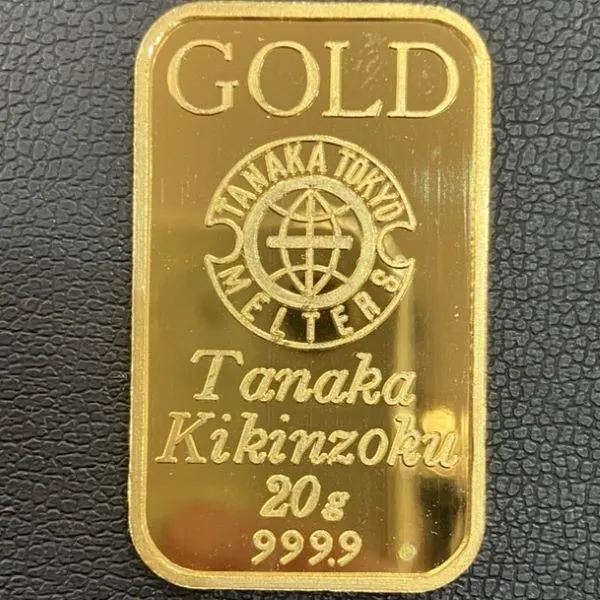 GOLD
TANAKA TOKYO
MELTERS
Tanaka
Kikinzoku
20g
999.9